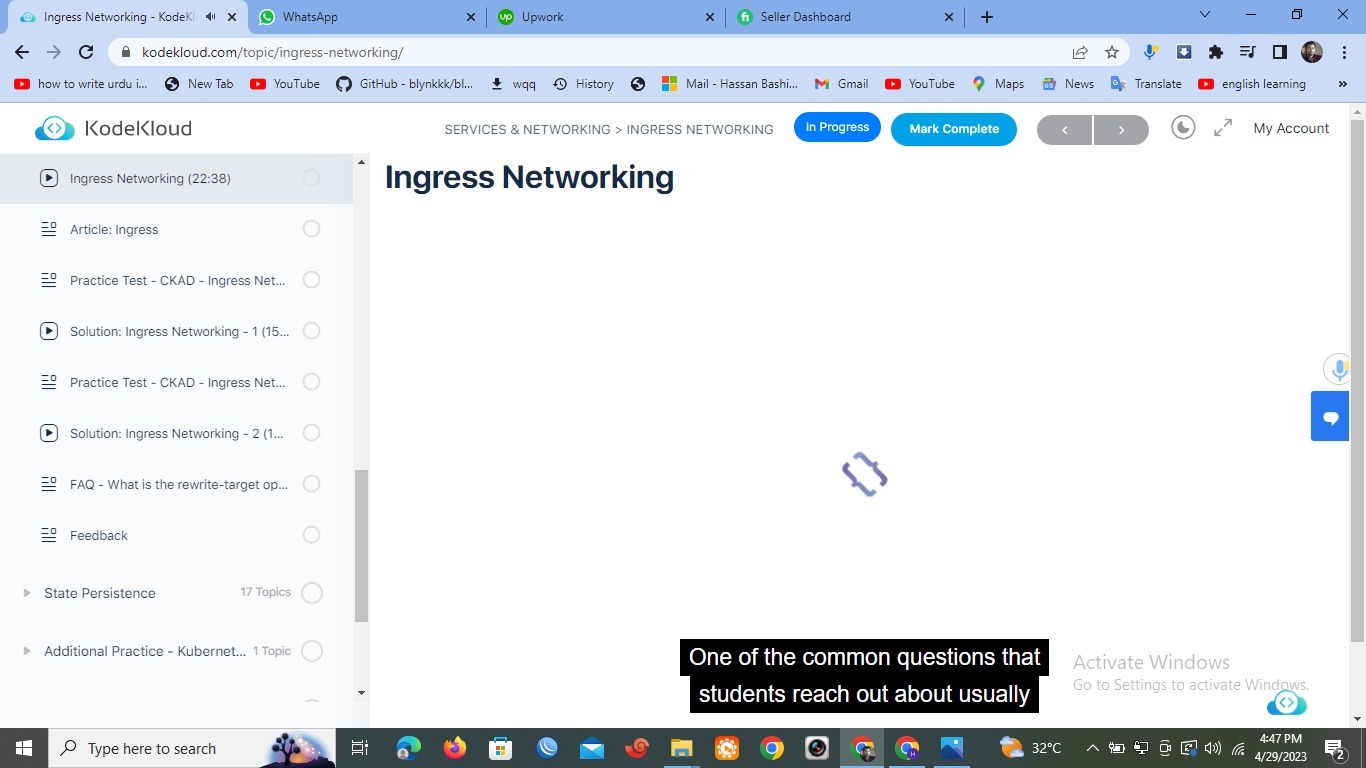 Ingress Networking - KodeKl
WhatsApp
Upwork
Seller Dashboard
kodekloud.com/topic/ingress-networking/
how to write urdu i...
New Tab
YouTube
GitHub - blynkkk/bl...
wqq
History
Mail - Hassan Bashi...
Gmail
YouTube
Maps
News
Translate
english learning
»
KodeKloud
SERVICES & NETWORKING > INGRESS NETWORKING
In Progress
Mark Complete
My Account
Ingress Networking (22:38)
Article: Ingress
Practice Test - CKAD - Ingress Net...
Solution: Ingress Networking - 1 (15...
Practice Test - CKAD - Ingress Net...
Solution: Ingress Networking - 2 (1...
FAQ - What is the rewrite-target op...
Feedback
State Persistence 17 Topics
Additional Practice - Kubernet... 1 Topic
Ingress Networking
One of the common questions that
students reach out about usually
Activate Windows
Go to Settings to activate Windows.
Type here to search
32°C
4:47 PM
4/29/2023
2